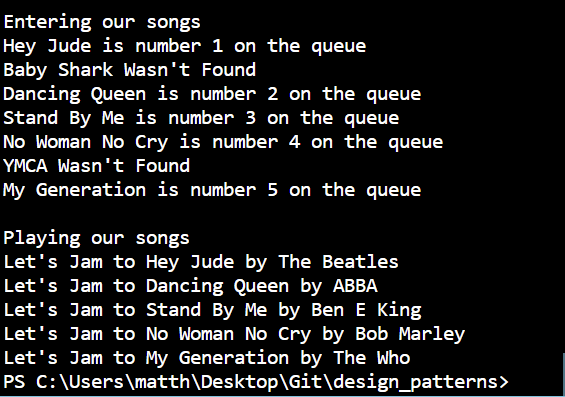 Entering our songs
Hey Jude is number 1 on the queue
Baby Shark Wasn't Found
Dancing Queen is number 2 on the queue
Stand By Me is number 3 on the queue
No Woman No Cry is number 4 on the queue
YMCA Wasn't Found
My Generation is number 5 on the queue

Playing our songs
Let's Jam to Hey Jude by The Beatles
Let's Jam to Dancing Queen by ABBA
Let's Jam to Stand By Me by Ben E King
Let's Jam to No Woman No Cry by Bob Marley
Let's Jam to My Generation by The Who
PS C:\Users\matth\Desktop\Git\design_patterns>